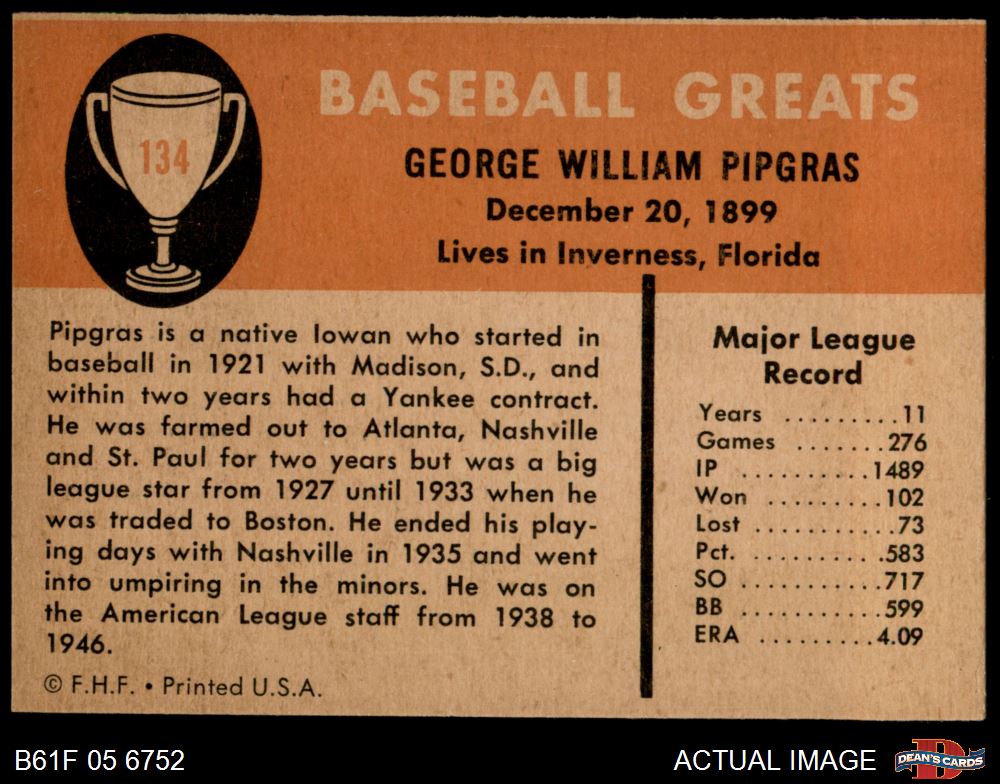 134
BASEBALL GREATS
GEORGE WILLIAM PIPGRAS
December 20, 1899
Lives in Inverness, Florida
Pipgras is a native Iowan who started in
baseball in 1921 with Madison, S.D., and
within two years had a Yankee contract.
He was farmed out to Atlanta, Nashville
and St. Paul for two years but was a big
league star from 1927 until 1933 when he
was traded to Boston. He ended his play-
ing days with Nashville in 1935 and went
into umpiring in the minors. He was on
the American League staff from 1938 to
1946.
© F.H.F. • Printed U.S.A.
Major League
Record
Years .........11
Games .......276
IP ..........1489
Won .........102
Lost ..........73
Pct. ..........583
SO ..........717
BB ..........599
ERA .........4.09
B61F 05 6752
ACTUAL IMAGE
D
DEAN'S CARDS